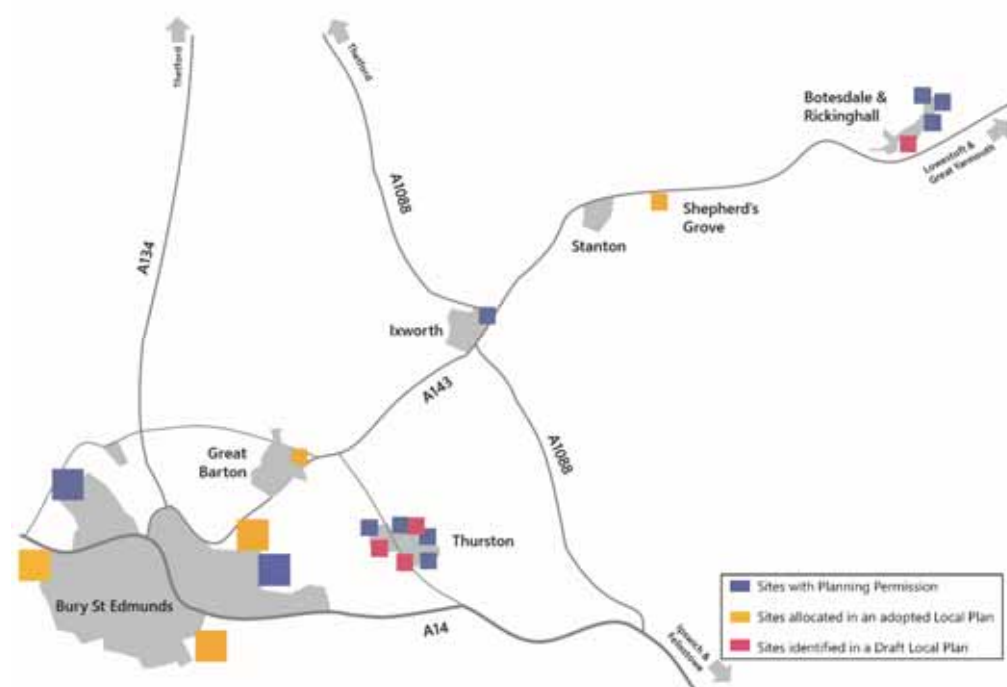 Thetford
Thetford
Botesdale &
Rickinghall
Lowestoft &
Great Yarmouth
A1088
A134
Shepherd's
Grove
Stanton
Ixworth
A143
Great
Barton
A1088
Thurston
Bury St Edmunds
A14
Ipswich &
Felixstowe
Sites with Planning Permission
Sites allocated in an adopted Local Plan
Sites identified in a Draft Local Plan